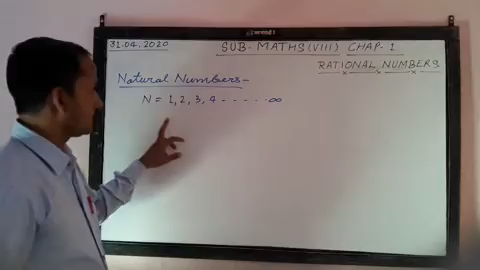 31.04.2020
SUB-MATHS(VIII) CHAP-1
RATIONAL NUMBERS
Natural Numbers-
N = 1, 2, 3, 4 - - - - - ∞